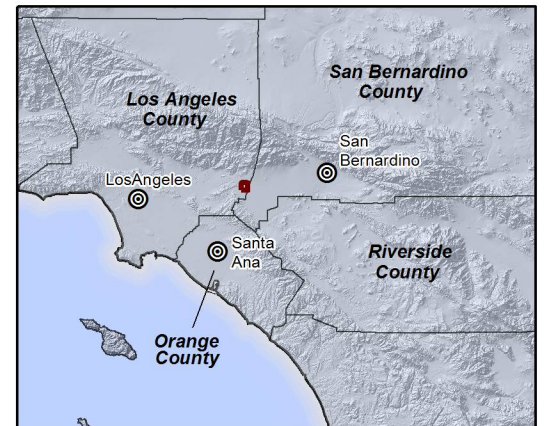 San Bernardino
County
Los Angeles
County
San
Bernardino
LosAngeles
Santa
Ana
Riverside
County
Orange
County